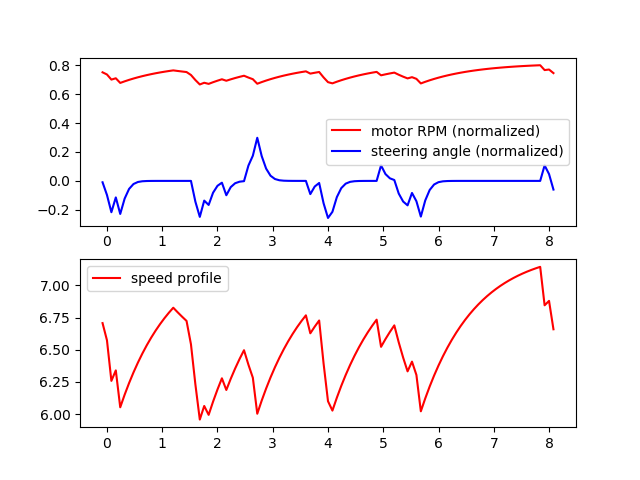 0.8
0.6
0.4
0.2
0.0
−0.2
motor RPM (normalized)
steering angle (normalized)
0 1 2 3 4 5 6 7 8
speed profile
7.00
6.75
6.50
6.25
6.00
0 1 2 3 4 5 6 7 8